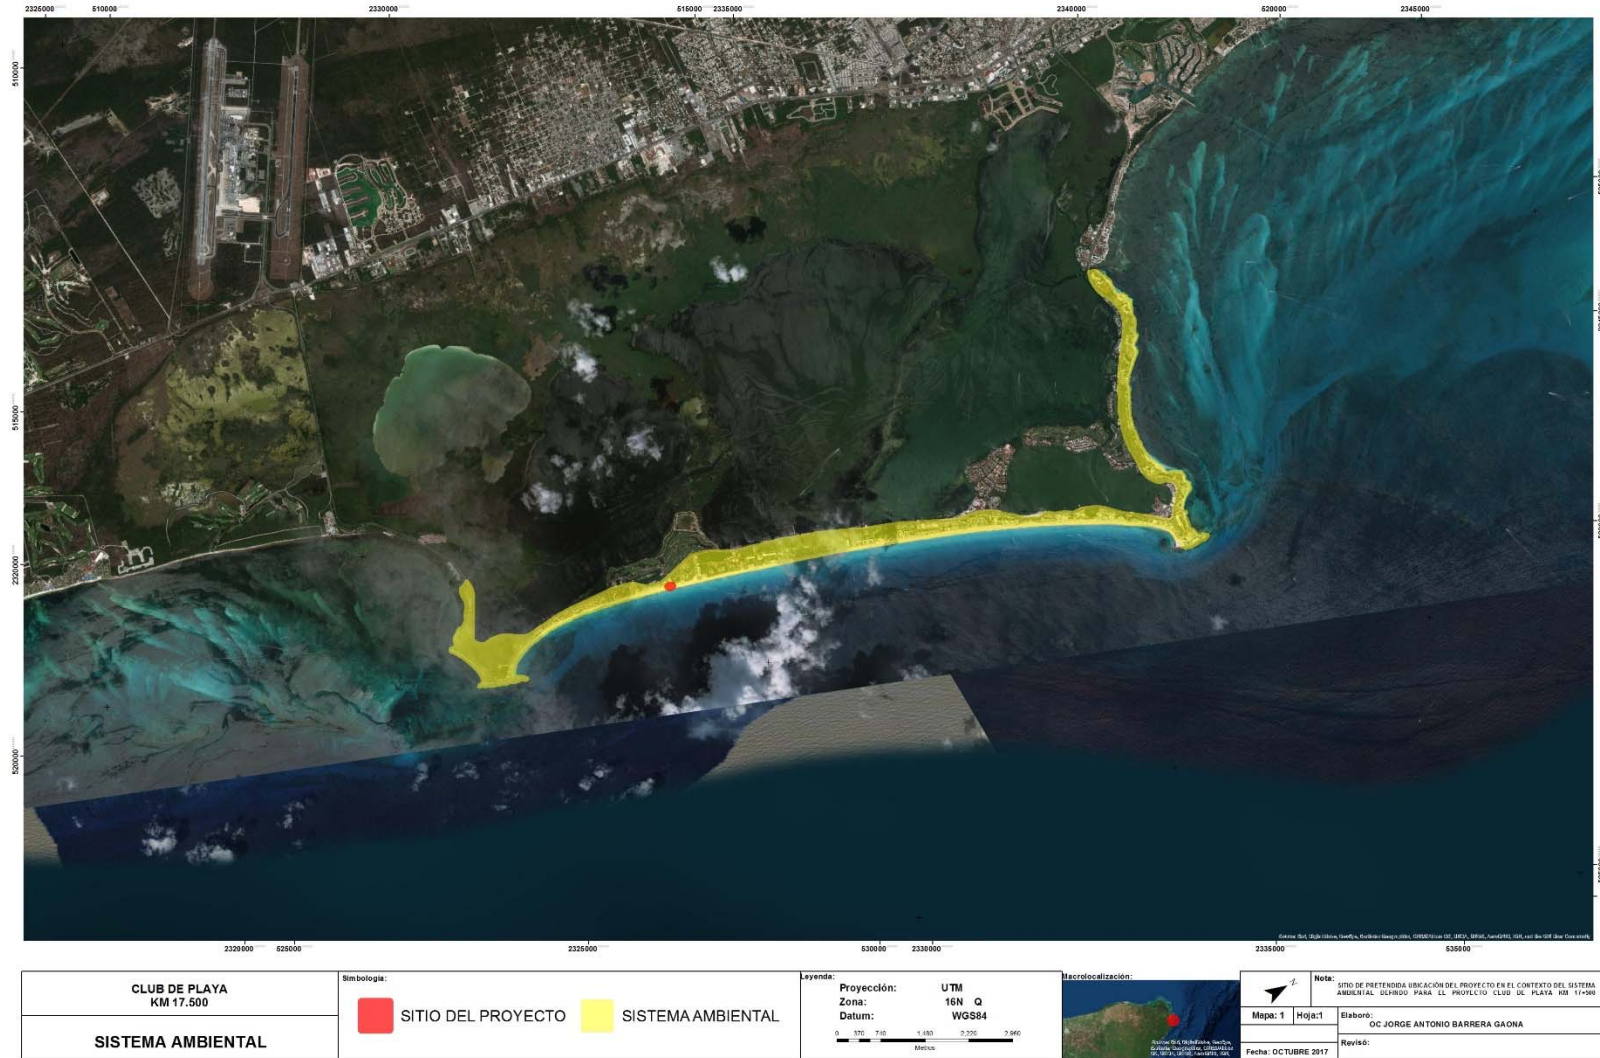 2325000 510000 2330000 515000 2335000 2340000 520000 2345000
510000
515000
2320000
520000
2320000 525000 2325000 530000 2330000 2335000 535000
CLUB DE PLAYA
KM 17.500
SISTEMA AMBIENTAL
Simbología:
SITIO DEL PROYECTO
SISTEMA AMBIENTAL
Leyenda:
Proyección: UTM
Zona: 16N Q
Datum: WGS84
0 370 740 1,480 2,220 2,960
Metros
Macrolocalización:
Z
Mapa: 1 Hoja:1
Fecha: OCTUBRE 2017
Nota:
SITIO DE PRETENDIDA UBICACIÓN DEL PROYECTO EN EL CONTEXTO DEL SISTEMA
AMBIENTAL DEFINIDO PARA EL PROYECTO CLUB DE PLAYA KM 17+500
Elaboró:
OC JORGE ANTONIO BARRERA GAONA
Revisó: